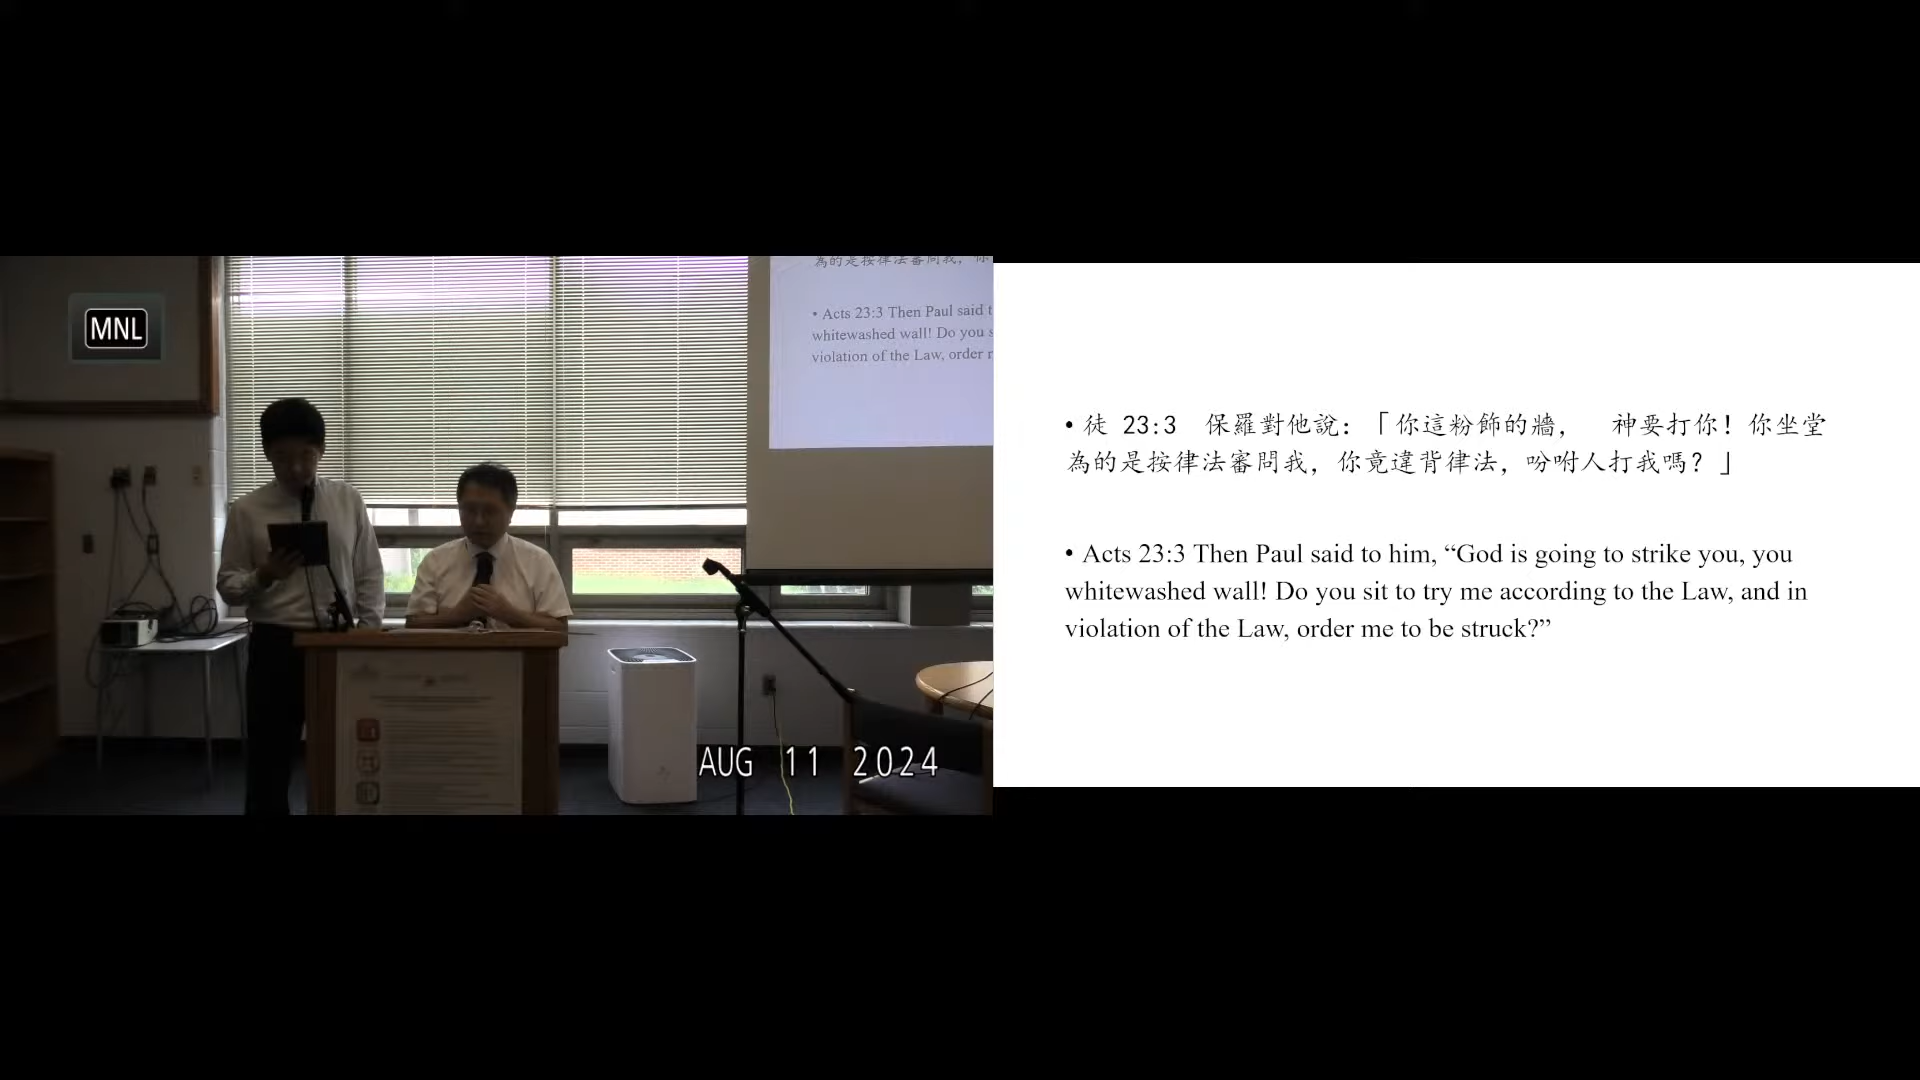 MNL
為的是按律法審問我，你
• Acts 23:3 Then Paul said t
whitewashed wall! Do you s
violation of the Law, order m
AUG 11 2024
• 徒 23:3　保羅對他說：「你這粉飾的牆，　神要打你！你坐堂
為的是按律法審問我，你竟違背律法，吩咐人打我嗎？」
• Acts 23:3 Then Paul said to him, “God is going to strike you, you
whitewashed wall! Do you sit to try me according to the Law, and in
violation of the Law, order me to be struck?”